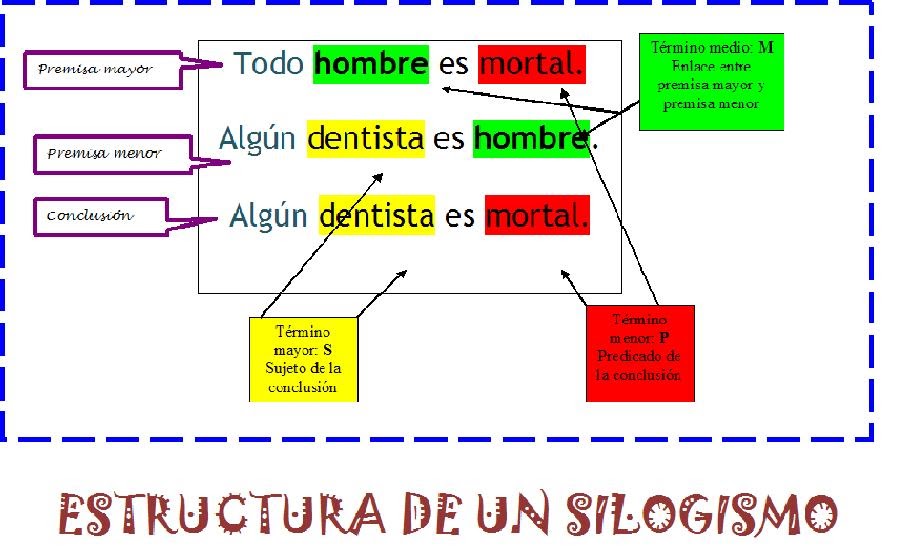 Premisa mayor
Todo hombre es mortal.
Término medio: M
Enlace entre
premisa mayor y
premisa menor
Premisa menor
Algún dentista es hombre.
Conclusión
Algún dentista es mortal.
Término
mayor: S
Sujeto de la
conclusión
Término
menor: P
Predicado de
la conclusión
ESTRUCTURA DE UN SILOGISMO